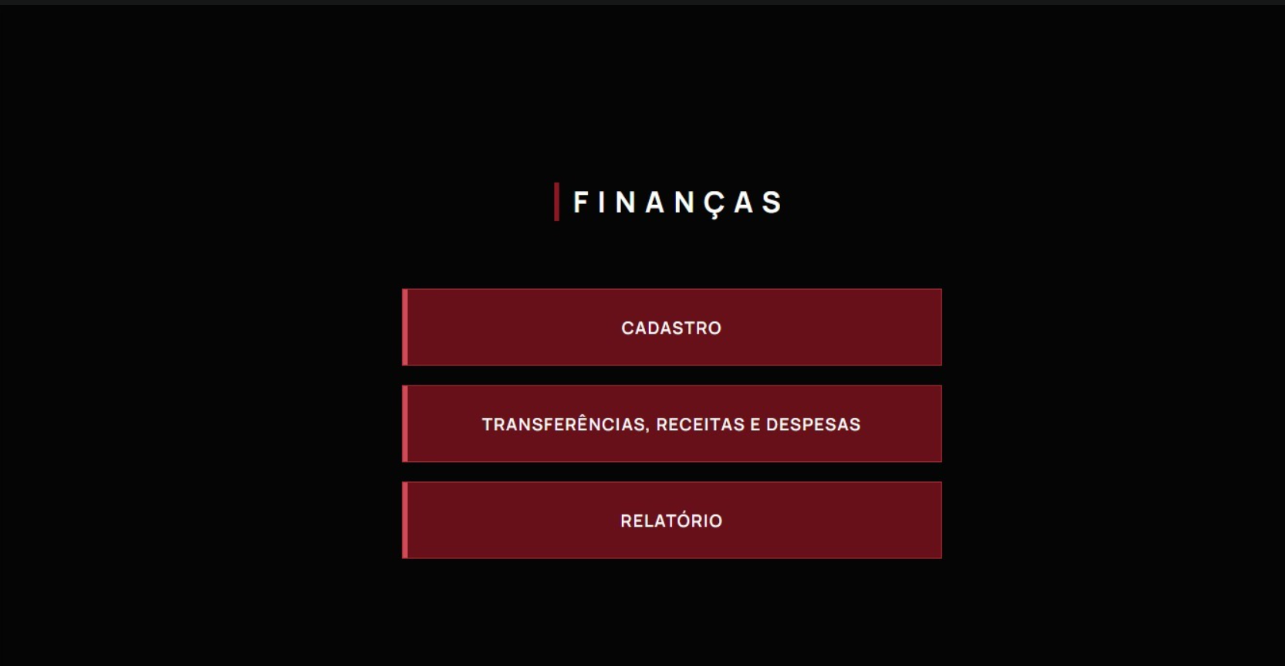 FINANÇAS
CADASTRO
TRANSFERÊNCIAS, RECEITAS E DESPESAS
RELATÓRIO